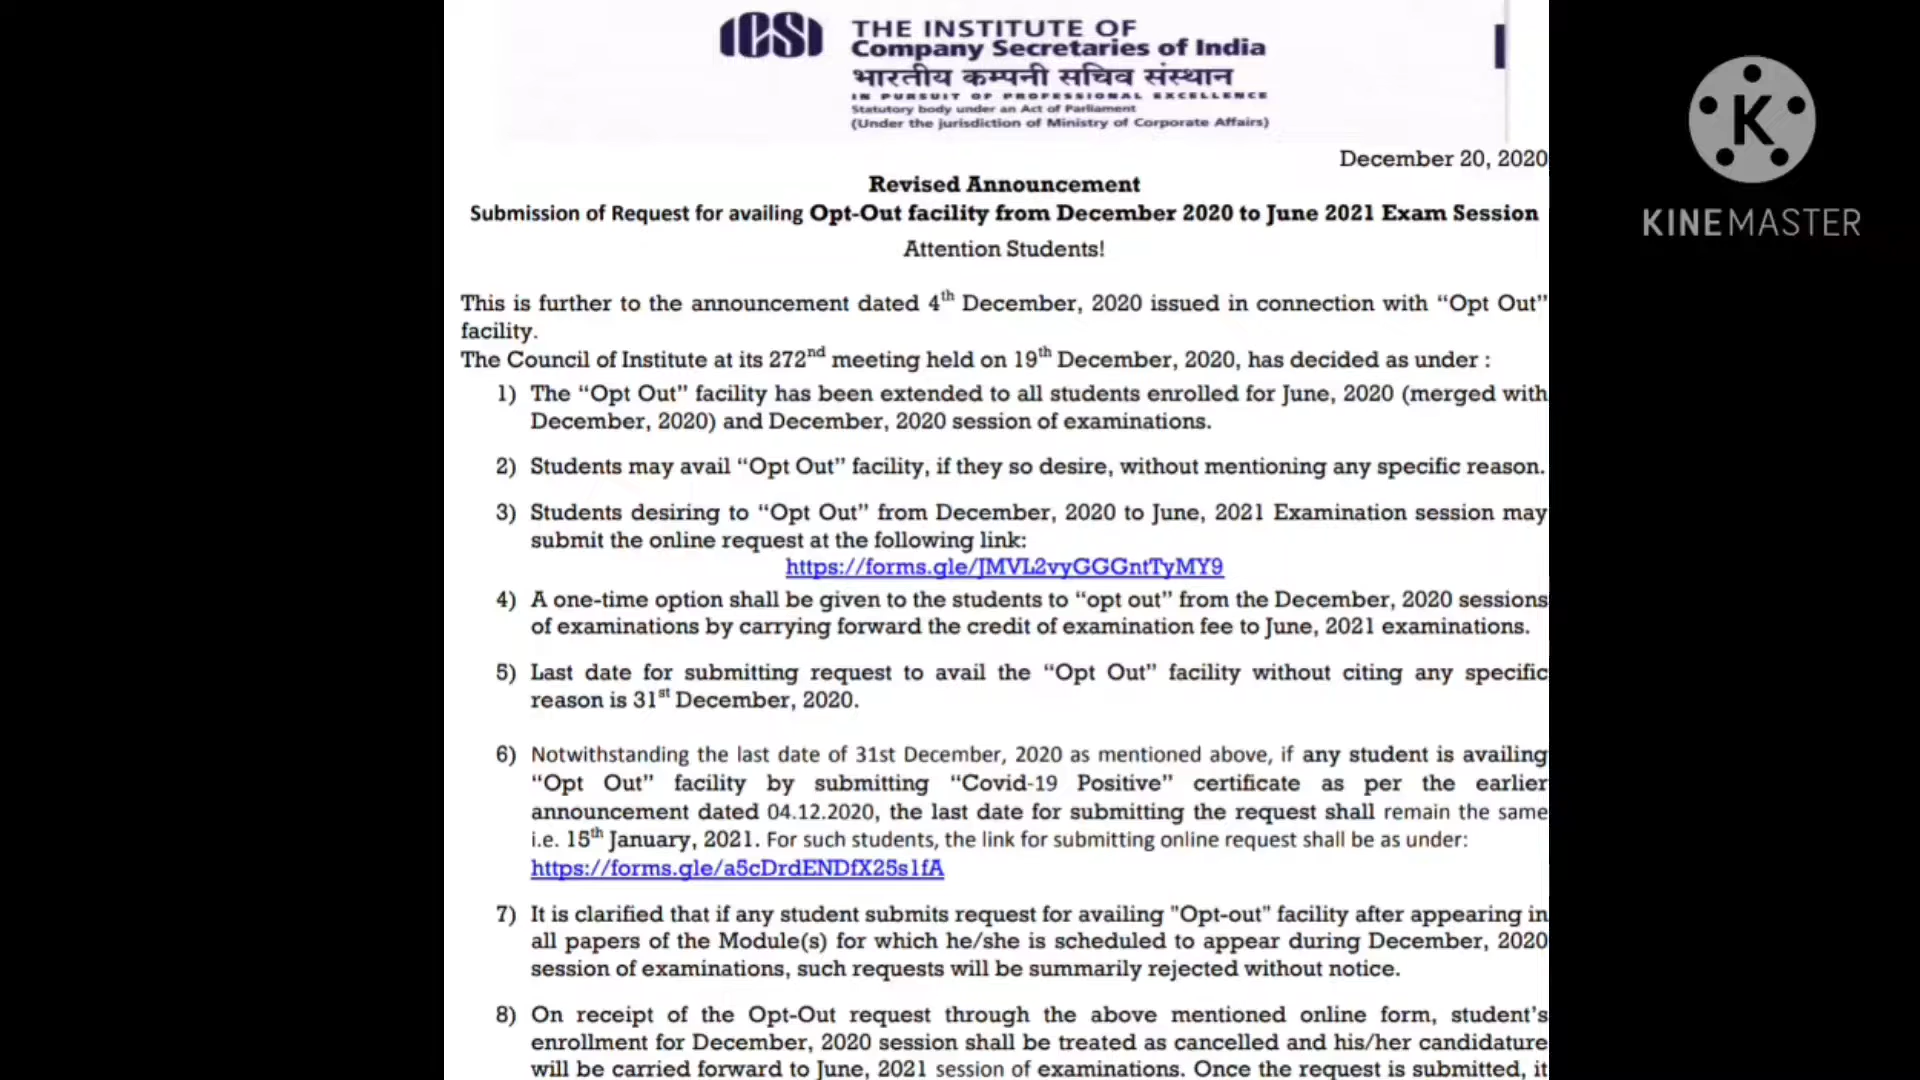 ICSI
THE INSTITUTE OF
Company Secretaries of India
भारतीय कम्पनी सचिव संस्थान
IN PURSUIT OF PROFESSIONAL EXCELLENCE
Statutory body under an Act of Parliament
(Under the jurisdiction of Ministry of Corporate Affairs)
K
KINEMASTER
December 20, 2020
Revised Announcement
Submission of Request for availing Opt-Out facility from December 2020 to June 2021 Exam Session
Attention Students!
This is further to the announcement dated 4th December, 2020 issued in connection with “Opt Out”
facility.
The Council of Institute at its 272nd meeting held on 19th December, 2020, has decided as under :
1) The “Opt Out” facility has been extended to all students enrolled for June, 2020 (merged with
December, 2020) and December, 2020 session of examinations.
2) Students may avail “Opt Out” facility, if they so desire, without mentioning any specific reason.
3) Students desiring to “Opt Out” from December, 2020 to June, 2021 Examination session may
submit the online request at the following link:
https://forms.gle/JMVL2vyGGGntTyMY9
4) A one-time option shall be given to the students to “opt out” from the December, 2020 sessions
of examinations by carrying forward the credit of examination fee to June, 2021 examinations.
5) Last date for submitting request to avail the “Opt Out” facility without citing any specific
reason is 31st December, 2020.
6) Notwithstanding the last date of 31st December, 2020 as mentioned above, if any student is availing
“Opt Out” facility by submitting “Covid-19 Positive” certificate as per the earlier
announcement dated 04.12.2020, the last date for submitting the request shall remain the same
i.e. 15th January, 2021. For such students, the link for submitting online request shall be as under:
https://forms.gle/a5cDrdENDfX25s1fA
7) It is clarified that if any student submits request for availing "Opt-out" facility after appearing in
all papers of the Module(s) for which he/she is scheduled to appear during December, 2020
session of examinations, such requests will be summarily rejected without notice.
8) On receipt of the Opt-Out request through the above mentioned online form, student's
enrollment for December, 2020 session shall be treated as cancelled and his/her candidature
will be carried forward to June, 2021 session of examinations. Once the request is submitted, it